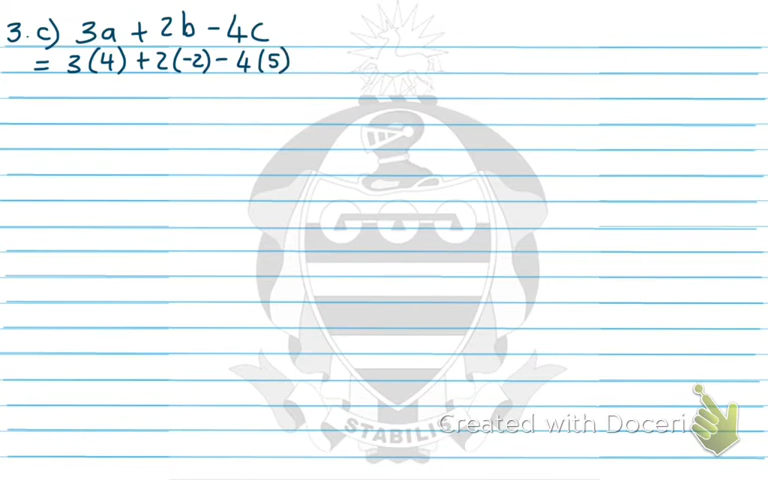 3. c) 3a + 2b - 4c
= 3(4) + 2(-2) - 4(5)
STABILI
Created with Doceri